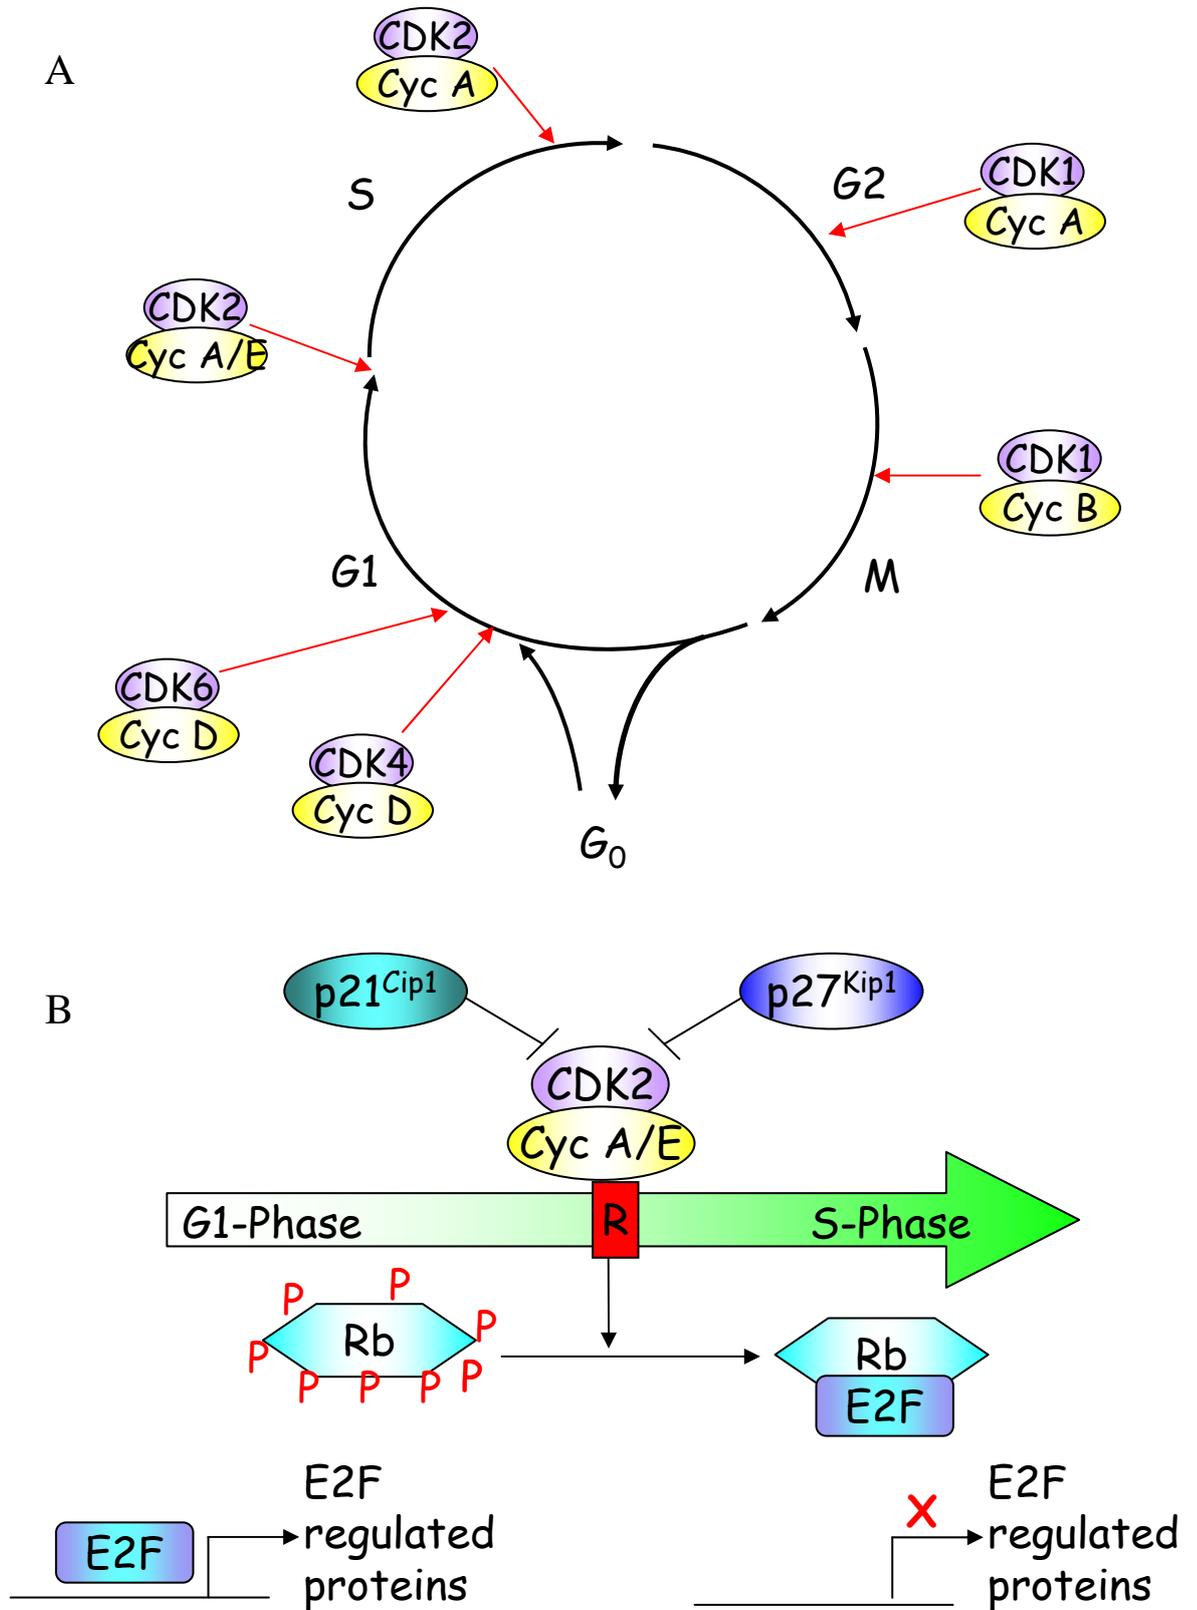 A
CDK2
Cyc A
S
G2
CDK1
Cyc A
CDK2
Cyc A/E
CDK1
Cyc B
G1
M
CDK6
Cyc D
CDK4
Cyc D
G0
B
p21Cip1
p27Kip1
CDK2
Cyc A/E
G1-Phase
R
S-Phase
P
P
P
P
P
P
P
P
Rb
Rb
E2F
E2F
E2F
regulated
proteins
X
E2F
regulated
proteins